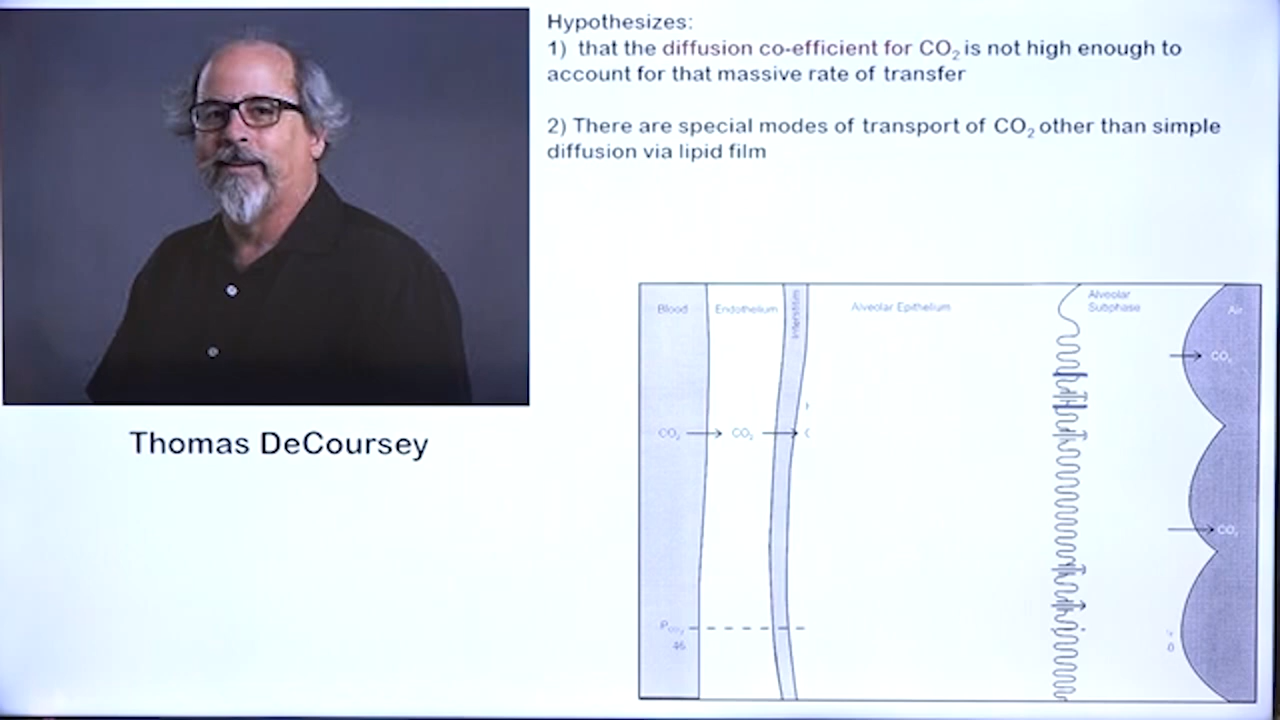 Hypothesizes:
1) that the diffusion co-efficient for CO₂ is not high enough to
account for that massive rate of transfer
2) There are special modes of transport of CO₂ other than simple
diffusion via lipid film
Thomas DeCoursey
Blood
Endothelium
Interstitium
Alveolar Epithelium
Alveolar
Subphase
Air
CO₂
CO₂
CO₂
CO₂
Pco₂
46
0